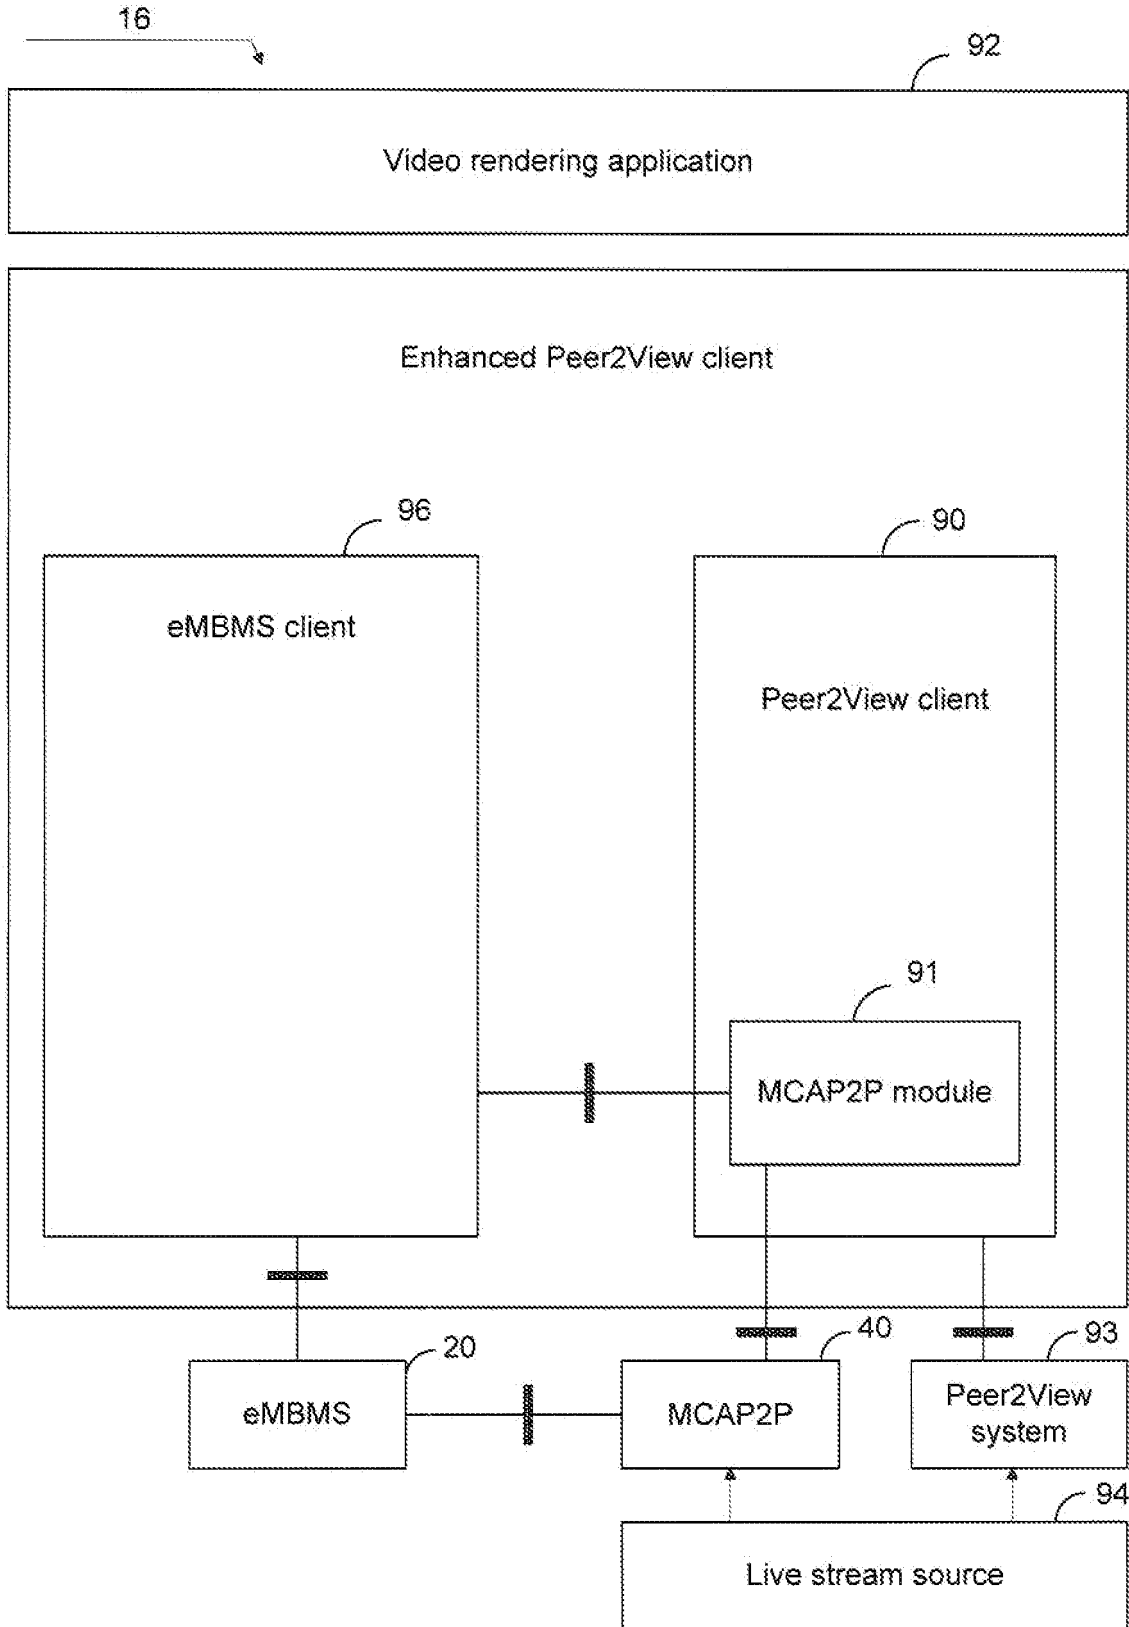 16
92
Video rendering application
Enhanced Peer2View client
96
90
eMBMS client
Peer2View client
91
MCAP2P module
20
40
93
eMBMS
MCAP2P
Peer2View
system
94
Live stream source